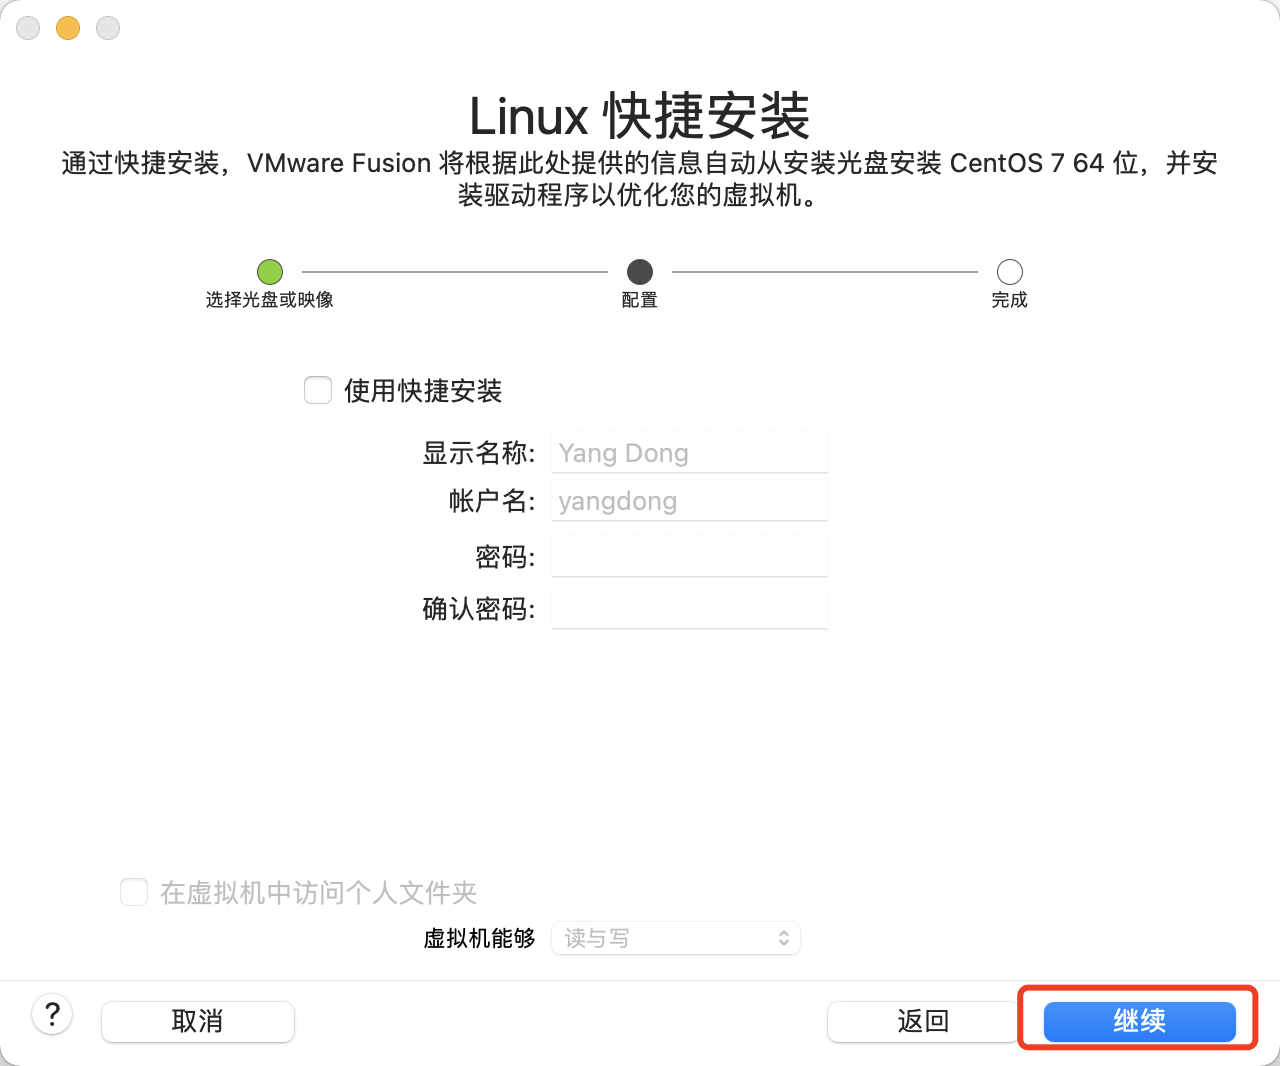 Linux 快捷安装
通过快捷安装，VMware Fusion 将根据此处提供的信息自动从安装光盘安装 CentOS 7 64 位，并安
装驱动程序以优化您的虚拟机。
选择光盘或映像
配置
完成
使用快捷安装
显示名称: Yang Dong
帐户名: yangdong
密码:
确认密码:
在虚拟机中访问个人文件夹
虚拟机能够 读与写
? 取消 返回 继续